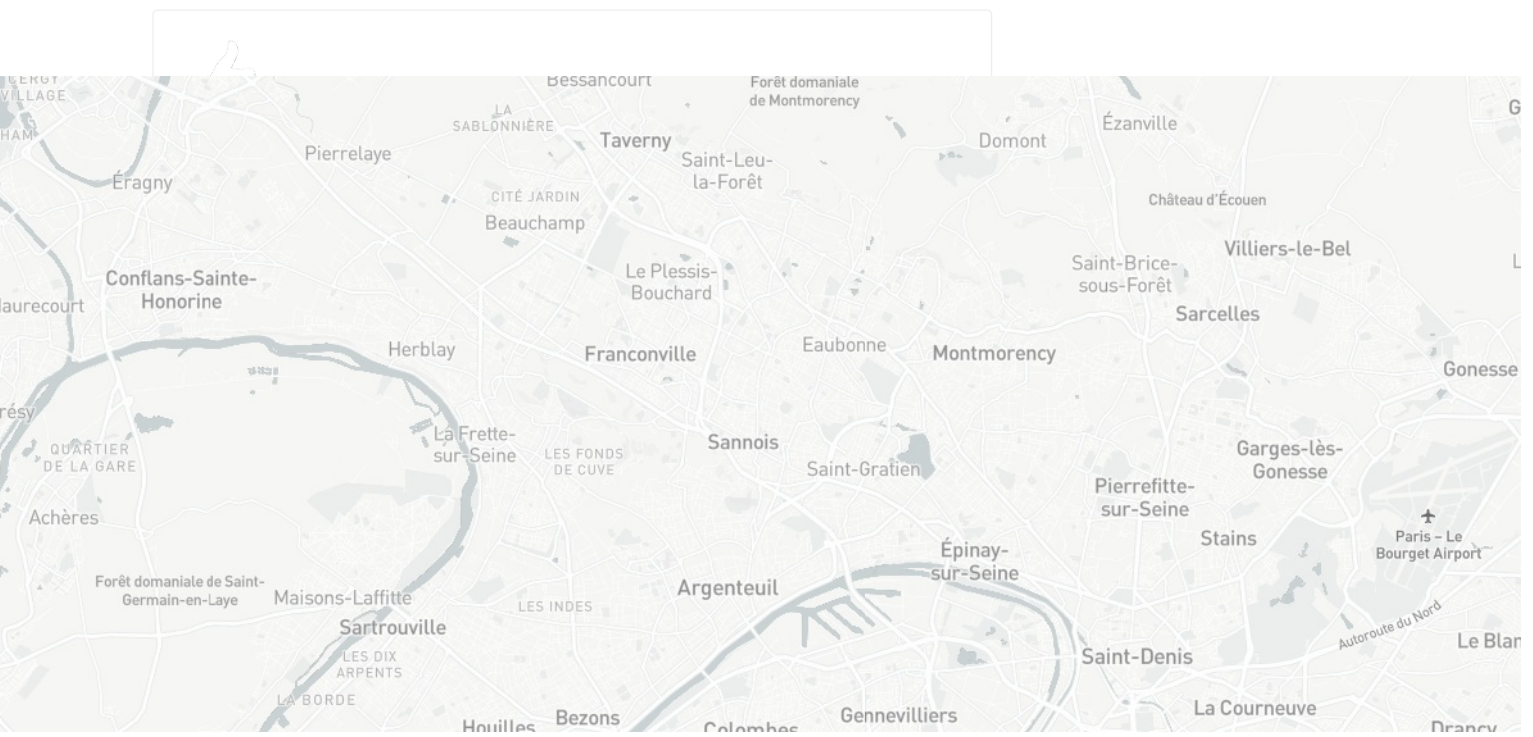 Bessancourt
Forêt domaniale
de Montmorency
VILLAGE
LA
SABLONNIÈRE
Taverny
Domont
Ézanville
Pierrelaye
Saint-Leu-
la-Forêt
Éragny
CITÉ JARDIN
Beauchamp
Château d'Écouen
Villiers-le-Bel
Conflans-Sainte-
Honorine
Le Plessis-
Bouchard
Saint-Brice-
sous-Forêt
Sarcelles
Herblay
Franconville
Eaubonne
Montmorency
Gonesse
QUARTIER
DE LA GARE
La Frette-
sur-Seine
LES FONDS
DE CUVE
Sannois
Saint-Gratien
Garges-lès-
Gonesse
Pierrefitte-
sur-Seine
Achères
Stains
Paris – Le
Bourget Airport
Épinay-
sur-Seine
Forêt domaniale de Saint-
Germain-en-Laye
Maisons-Laffitte
Argenteuil
LES INDES
Sartrouville
Autoroute du Nord
Le Blan
LES DIX
ARPENTS
Saint-Denis
LA BORDE
Houilles
Bezons
Colombes
Gennevilliers
La Courneuve
Drancy